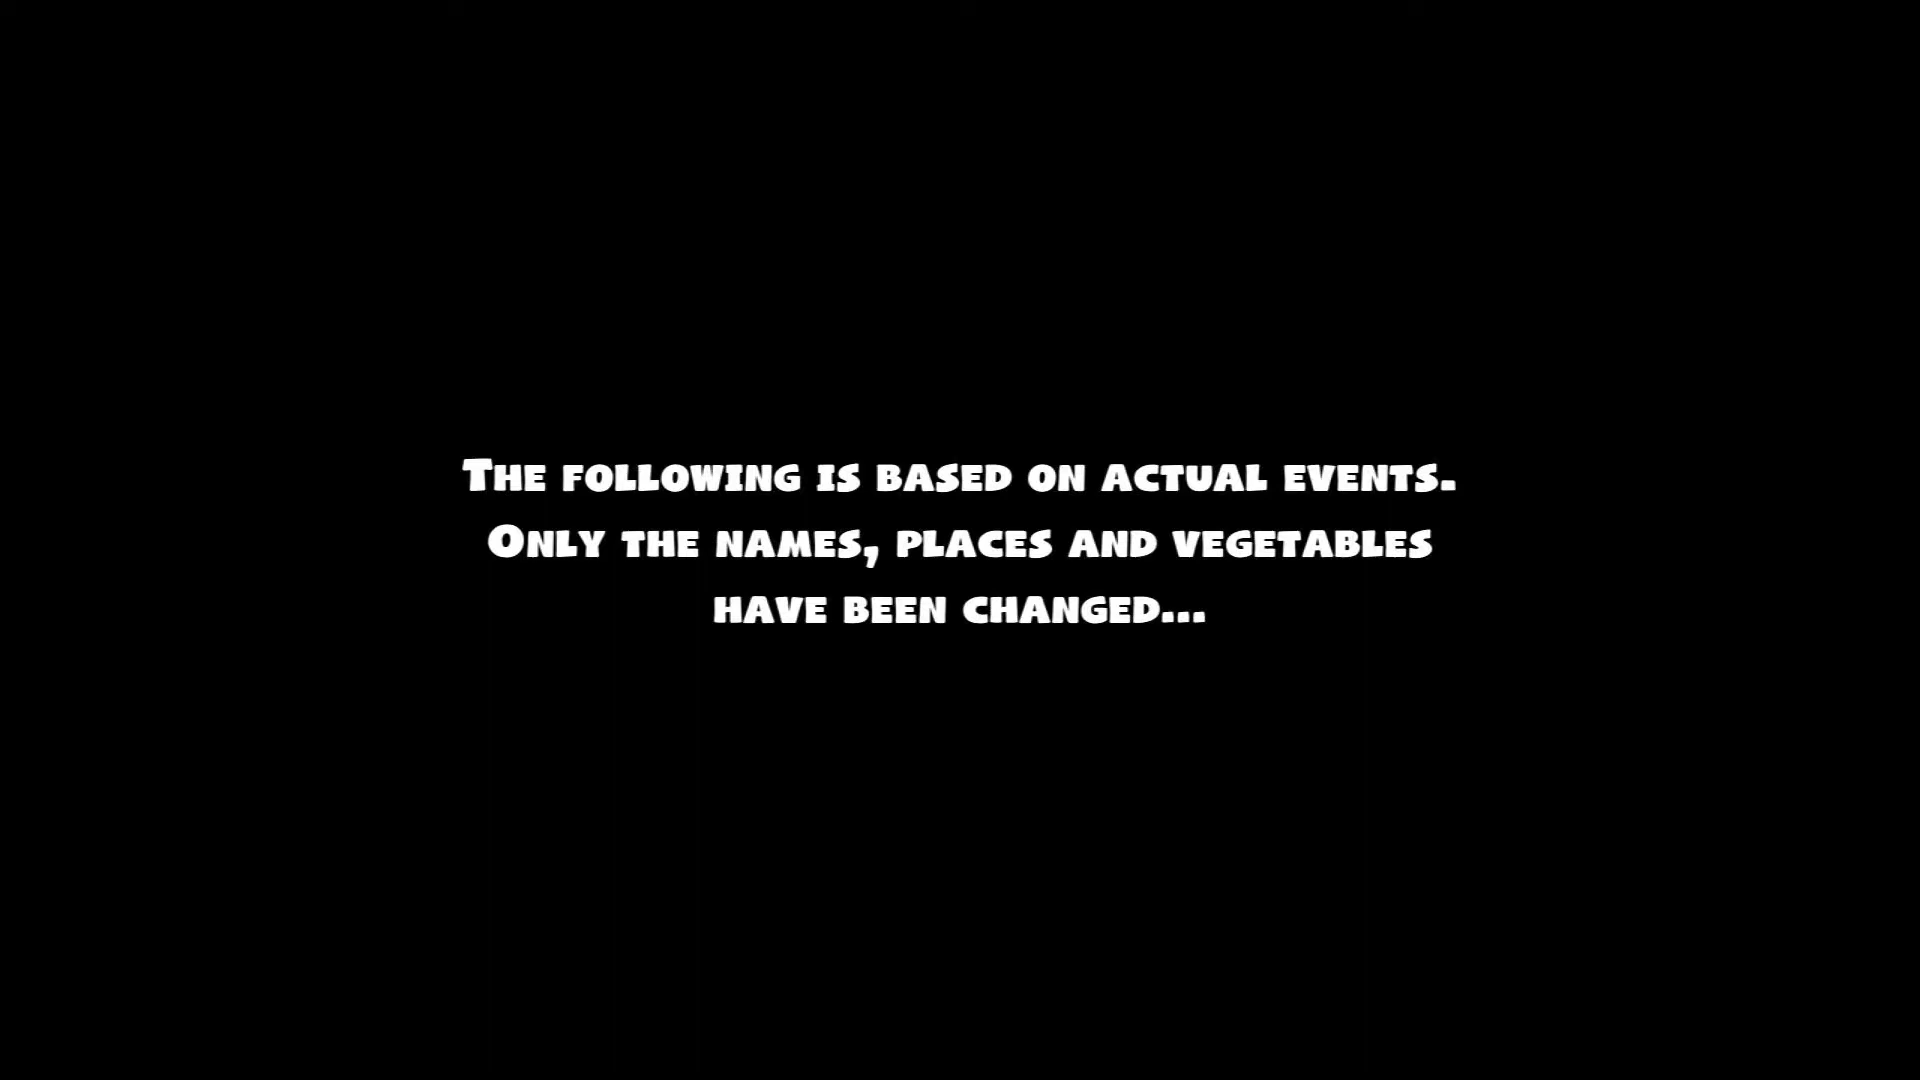 The following is based on actual events.
Only the names, places and vegetables
have been changed...